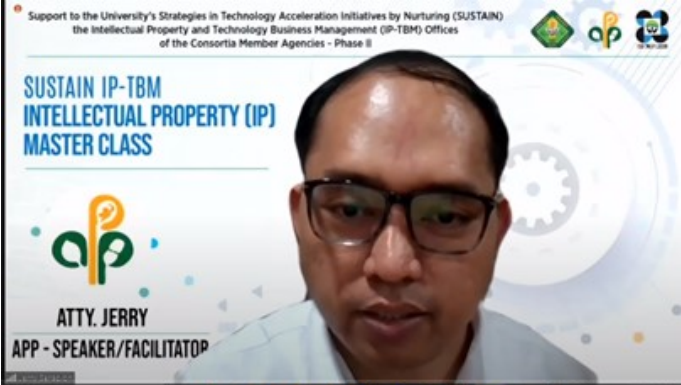 Support to the University's Strategies in Technology Acceleration Initiatives by Nurturing (SUSTAIN)
the Intellectual Property and Technology Business Management (IP-TBM) Offices
of the Consortia Member Agencies - Phase II
SUSTAIN IP-TBM
INTELLECTUAL PROPERTY (IP)
MASTER CLASS
app
ATTY. JERRY
APP - SPEAKER/FACILITATOR